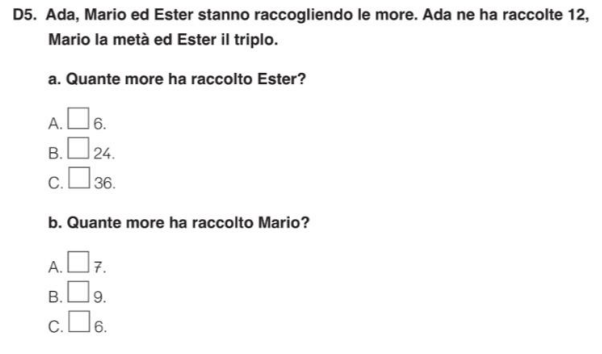 D5. Ada, Mario ed Ester stanno raccogliendo le more. Ada ne ha raccolte 12,
Mario la metà ed Ester il triplo.
a. Quante more ha raccolto Ester?
A. 6.
B. 24.
C. 36.
b. Quante more ha raccolto Mario?
A. 7.
B. 9.
C. 6.